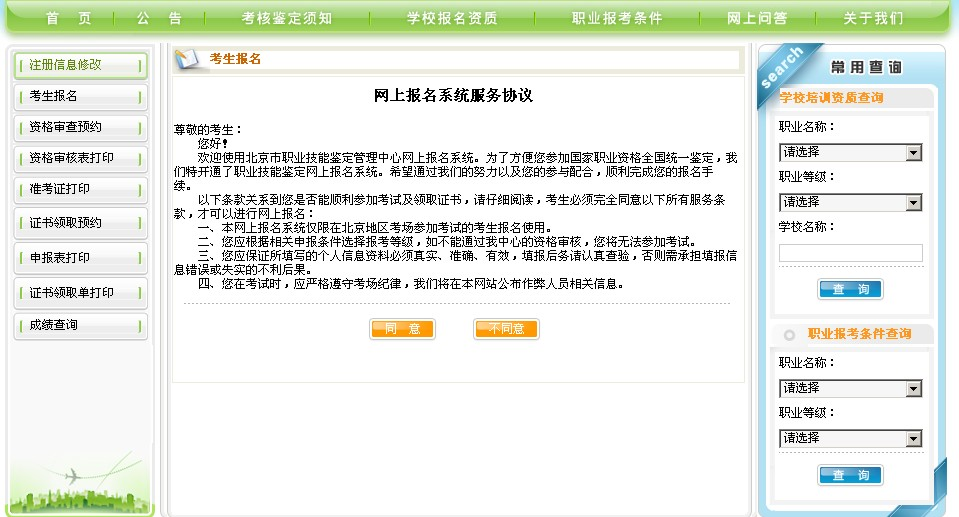 首 页 公 告 考核鉴定须知 学校报名资质 职业报考条件 网上问答 关于我们
注册信息修改
考生报名
资格审查预约
资格审核表打印
准考证打印
证书领取预约
申报表打印
证书领取单打印
成绩查询
考生报名
网上报名系统服务协议
尊敬的考生：
您好！
欢迎使用北京市职业技能鉴定管理中心网上报名系统。为了方便您参加国家职业资格全国统一鉴定，我
们特开通了职业技能鉴定网上报名系统。希望通过我们的努力以及您的参与配合，顺利完成您的报名手
续。
以下条款关系到您是否能顺利参加考试及领取证书，请仔细阅读，考生必须完全同意以下所有服务条
款，才可以进行网上报名：
一、本网上报名系统仅限在北京地区考场参加考试的考生报名使用。
二、您应根据相关申报条件选择报考等级，如不能通过我中心的资格审核，您将无法参加考试。
三、您应保证所填写的个人信息资料必须真实、准确、有效，填报后务请认真查验，否则需承担填报信
息错误或失实的不利后果。
四、您在考试时，应严格遵守考场纪律，我们将在本网站公布作弊人员相关信息。
同 意 不同意
search
常用查询
学校培训资质查询
职业名称：
请选择
职业等级：
请选择
学校名称：
查 询
职业报考条件查询
职业名称：
请选择
职业等级：
请选择
查 询